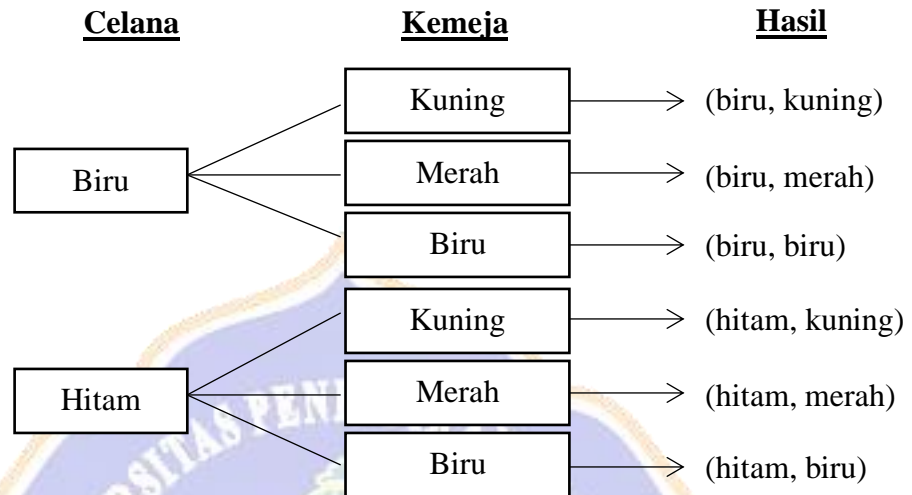 Celana Kemeja Hasil
Kuning (biru, kuning)
Biru Merah (biru, merah)
Biru (biru, biru)
Kuning (hitam, kuning)
Hitam Merah (hitam, merah)
Biru (hitam, biru)